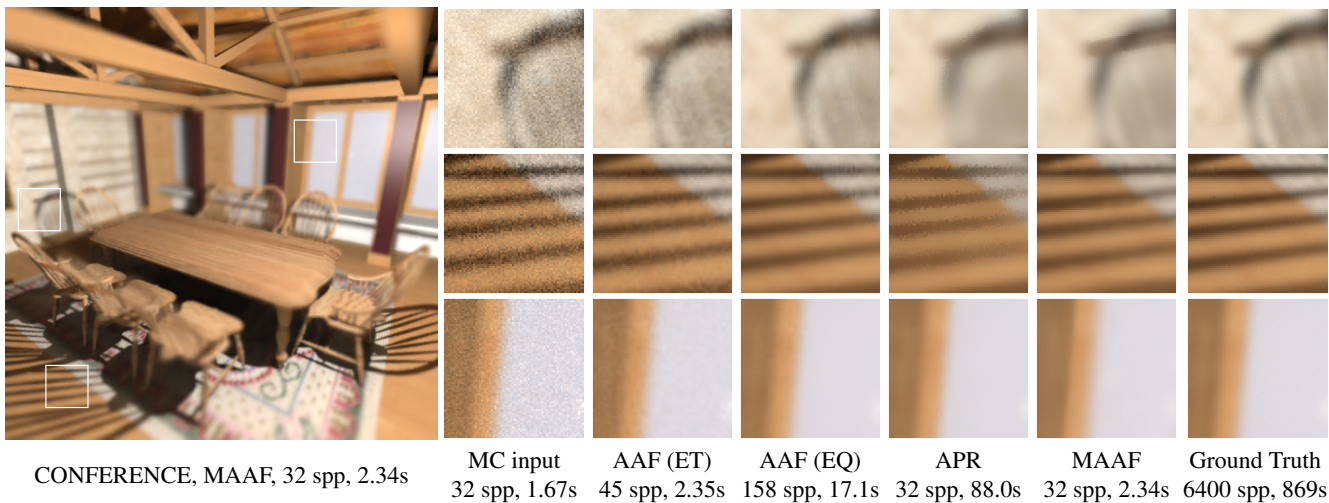 CONFERENCE, MAAF, 32 spp, 2.34s
MC input
32 spp, 1.67s
AAF (ET)
45 spp, 2.35s
AAF (EQ)
158 spp, 17.1s
APR
32 spp, 88.0s
MAAF
32 spp, 2.34s
Ground Truth
6400 spp, 869s